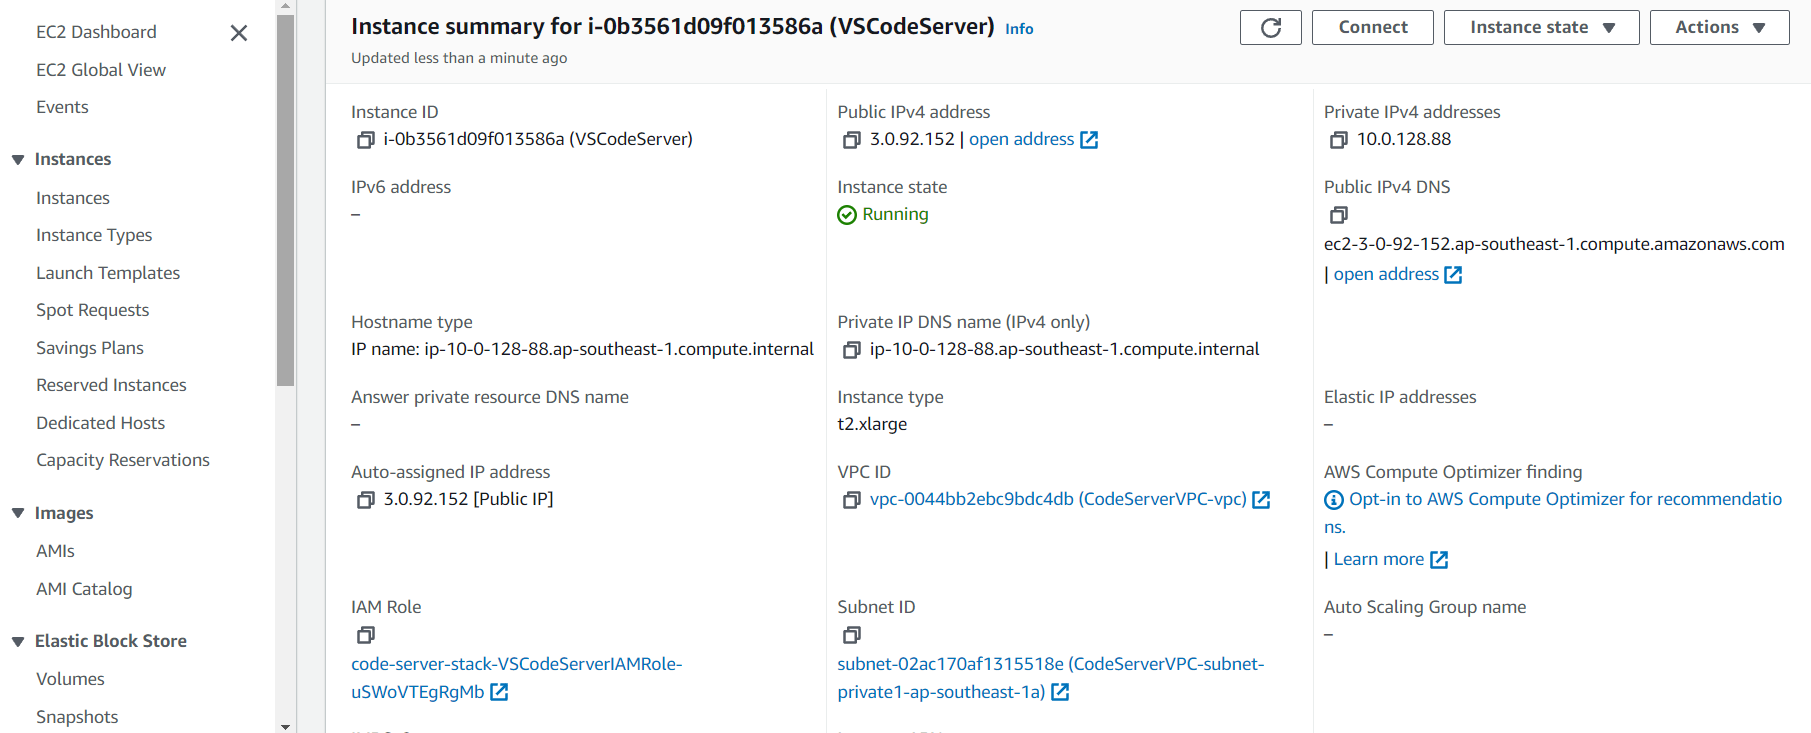 EC2 Dashboard
EC2 Global View
Events
Instances
Instances
Instance Types
Launch Templates
Spot Requests
Savings Plans
Reserved Instances
Dedicated Hosts
Capacity Reservations
Images
AMIs
AMI Catalog
Elastic Block Store
Volumes
Snapshots
Instance summary for i-0b3561d09f013586a (VSCodeServer) Info
Updated less than a minute ago
Connect
Instance state
Actions
Instance ID
i-0b3561d09f013586a (VSCodeServer)
Public IPv4 address
3.0.92.152 | open address
Private IPv4 addresses
10.0.128.88
IPv6 address
–
Instance state
Running
Public IPv4 DNS
ec2-3-0-92-152.ap-southeast-1.compute.amazonaws.com
| open address
Hostname type
IP name: ip-10-0-128-88.ap-southeast-1.compute.internal
Private IP DNS name (IPv4 only)
ip-10-0-128-88.ap-southeast-1.compute.internal
Answer private resource DNS name
–
Instance type
t2.xlarge
Elastic IP addresses
–
Auto-assigned IP address
3.0.92.152 [Public IP]
VPC ID
vpc-0044bb2ebc9bdc4db (CodeServerVPC-vpc)
AWS Compute Optimizer finding
Opt-in to AWS Compute Optimizer for recommendatio
ns.
| Learn more
IAM Role
code-server-stack-VSCodeServerIAMRole-
uSWoVTEgRgMb
Subnet ID
subnet-02ac170af1315518e (CodeServerVPC-subnet-
private1-ap-southeast-1a)
Auto Scaling Group name
–